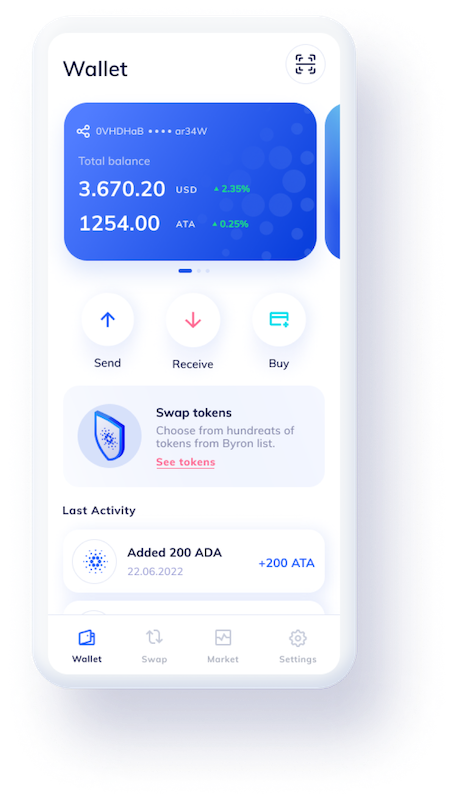 Wallet
0VHDHaB •••• ar34W
Total balance
3.670.20 USD 2.35%
1254.00 ATA 0.25%
Send Receive Buy
Swap tokens
Choose from hundreats of
tokens from Byron list.
See tokens
Last Activity
Added 200 ADA
22.06.2022
+200 ATA
Wallet Swap Market Settings